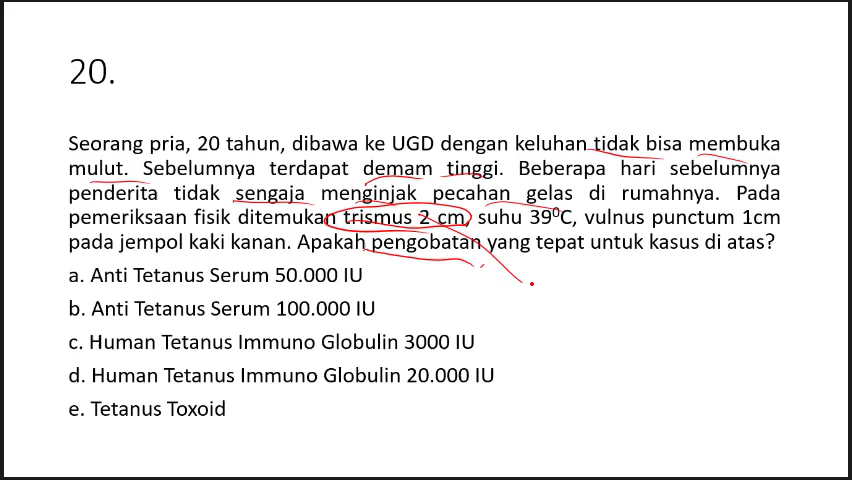 20.
Seorang pria, 20 tahun, dibawa ke UGD dengan keluhan tidak bisa membuka
mulut. Sebelumnya terdapat demam tinggi. Beberapa hari sebelumnya
penderita tidak sengaja menginjak pecahan gelas di rumahnya. Pada
pemeriksaan fisik ditemukan trismus 2 cm, suhu 39⁰C, vulnus punctum 1cm
pada jempol kaki kanan. Apakah pengobatan yang tepat untuk kasus di atas?
a. Anti Tetanus Serum 50.000 IU
b. Anti Tetanus Serum 100.000 IU
c. Human Tetanus Immuno Globulin 3000 IU
d. Human Tetanus Immuno Globulin 20.000 IU
e. Tetanus Toxoid